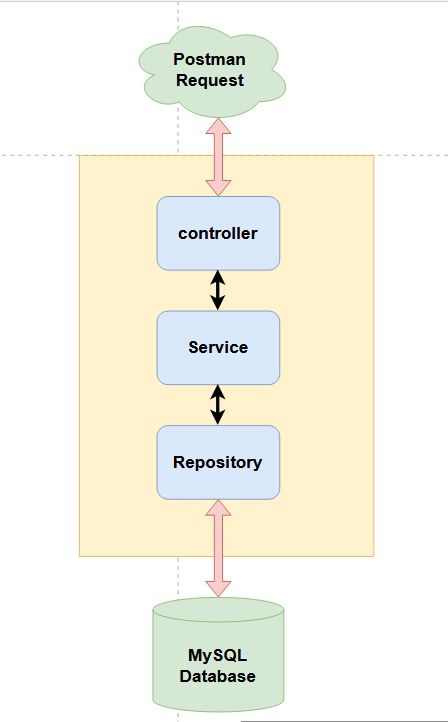 Postman
Request
controller
Service
Repository
MySQL
Database